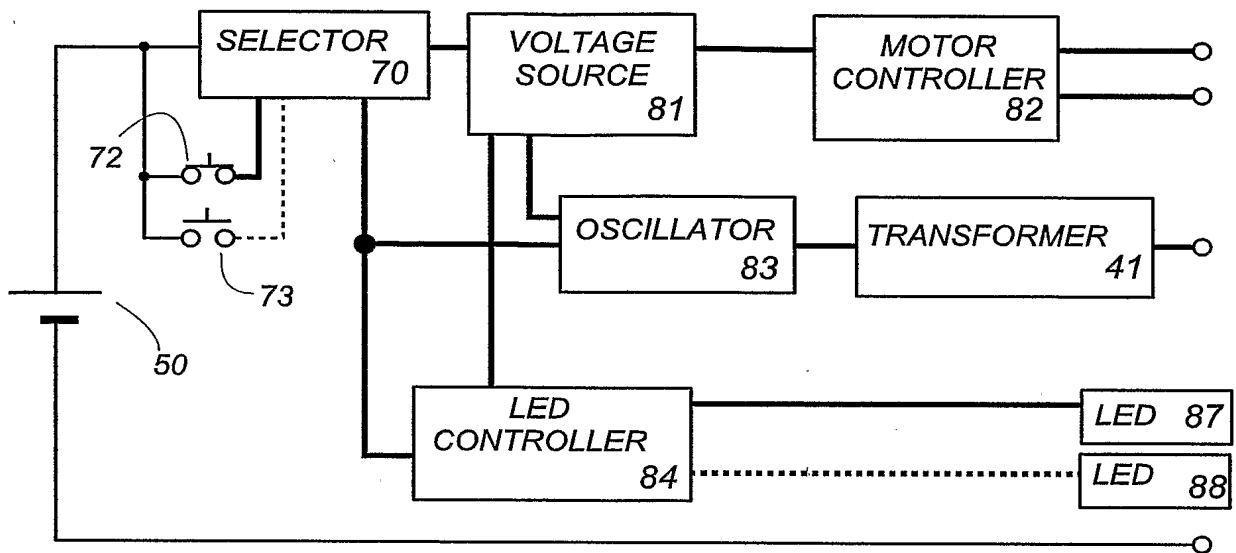 SELECTOR
70
VOLTAGE
SOURCE
81
MOTOR
CONTROLLER
82
72
73
50
OSCILLATOR
83
TRANSFORMER
41
LED
CONTROLLER
84
LED 87
LED 88